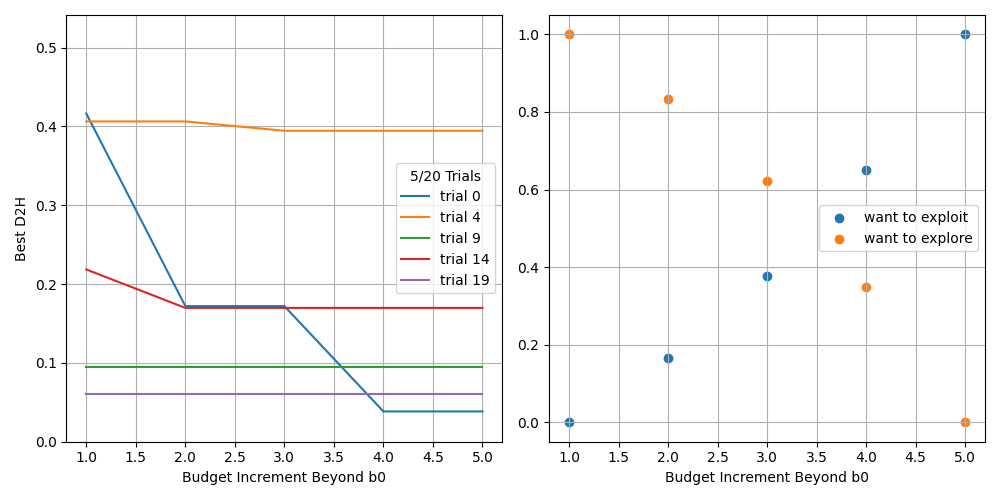 0.5
0.4
0.3
0.2
0.1
0.0
Best D2H
1.0 1.5 2.0 2.5 3.0 3.5 4.0 4.5 5.0
Budget Increment Beyond b0
5/20 Trials
trial 0
trial 4
trial 9
trial 14
trial 19
1.0
0.8
0.6
0.4
0.2
0.0
1.0 1.5 2.0 2.5 3.0 3.5 4.0 4.5 5.0
Budget Increment Beyond b0
want to exploit
want to explore